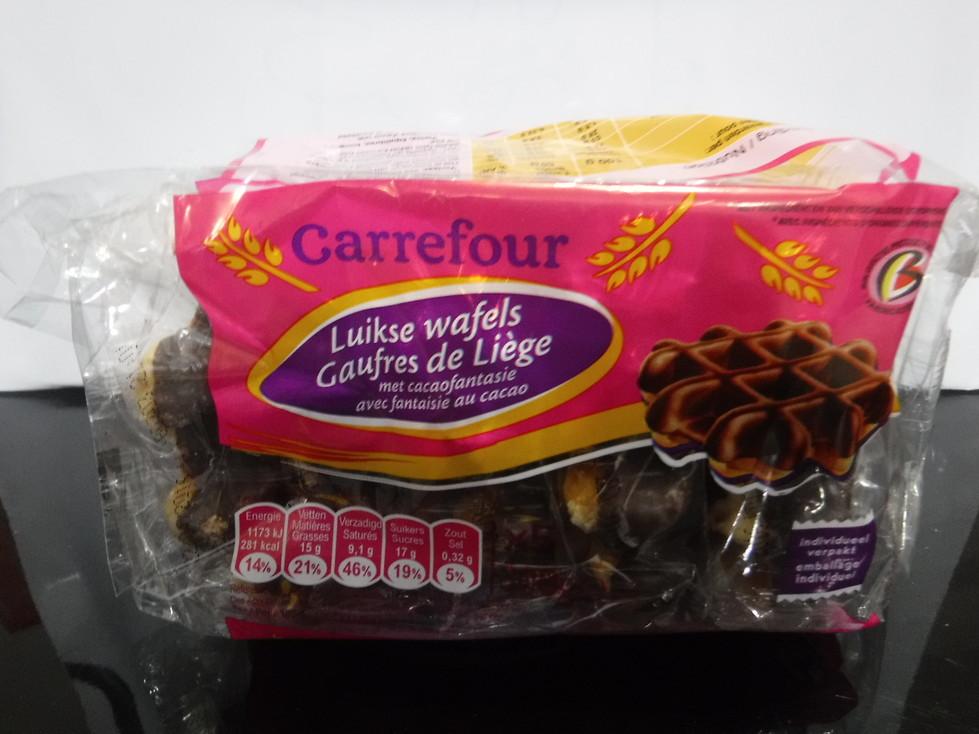 Carrefour
Luikse wafels
Gaufres de Liège
met cacaofantasie
avec fantaisie au cacao
Energie
1173 kJ
281 kcal
14%
Vetten
Matières
Grasses
15 g
21%
Verzadigd
Saturés
9,1 g
46%
Suikers
Sucres
17 g
19%
Zout
Sel
0,32 g
5%
individueel
verpakt
emballage
individuel